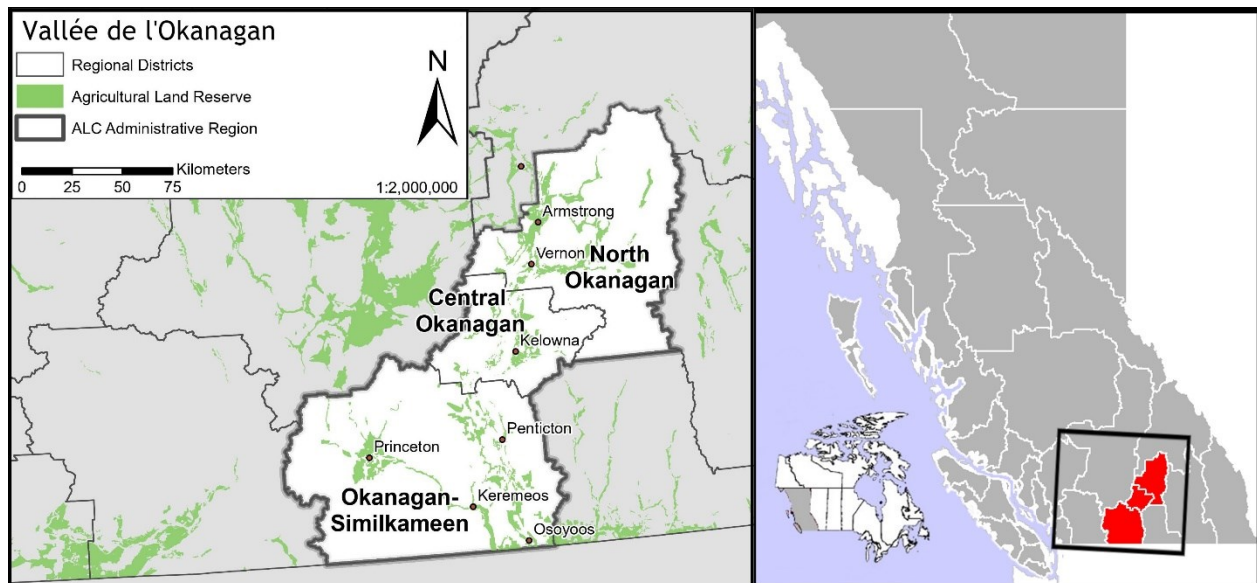 Vallée de l'Okanagan
Regional Districts
Agricultural Land Reserve
ALC Administrative Region
Kilometers
0 25 50 75
1:2,000,000
N
Armstrong
Vernon
North
Okanagan
Central
Okanagan
Kelowna
Penticton
Princeton
Okanagan-
Similkameen
Keremeos
Osoyoos